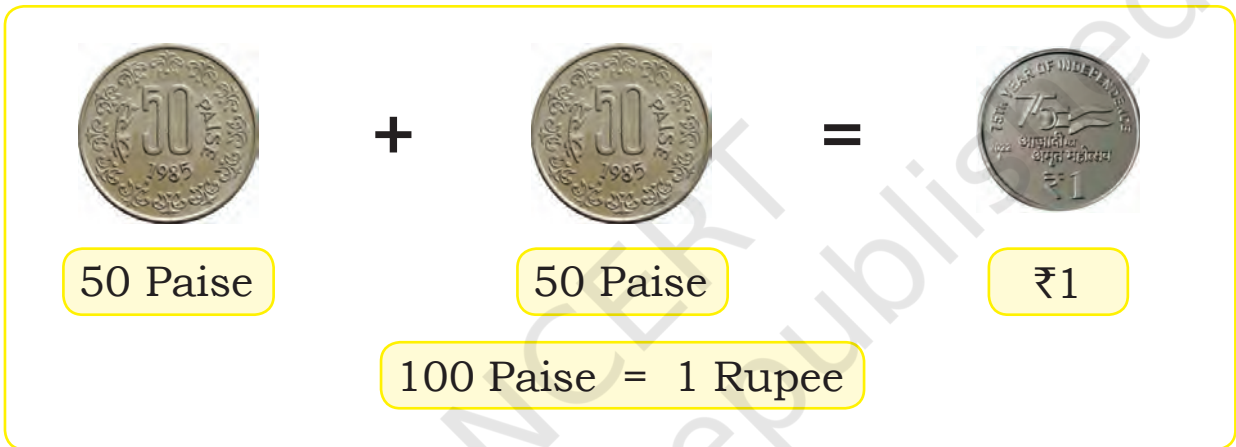 50 PAISE
1985
+
50 PAISE
1985
=
75TH YEAR OF INDEPENDENCE
75
2022
आज़ादी का
अमृत महोत्सव
₹1
50 Paise
50 Paise
₹1
100 Paise = 1 Rupee
NCERT
republished